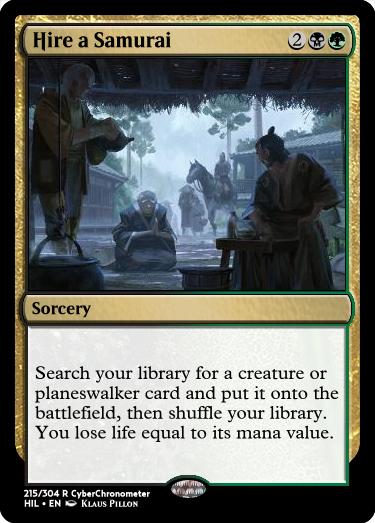 Hire a Samurai 2
Sorcery
Search your library for a creature or
planeswalker card and put it onto the
battlefield, then shuffle your library.
You lose life equal to its mana value.
215/304 R CyberChronometer
HIL • EN Klaus Pillon